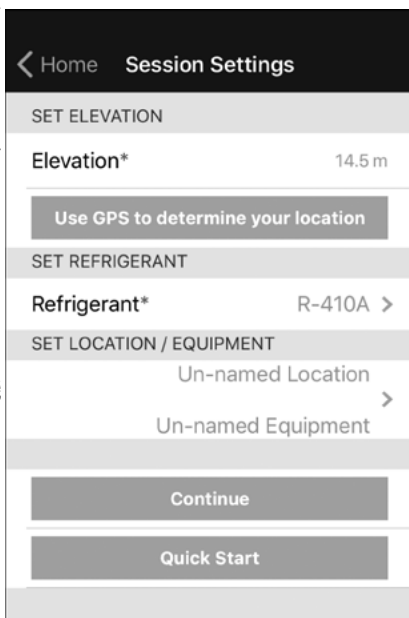 Home Session Settings
SET ELEVATION
Elevation* 14.5 m
Use GPS to determine your location
SET REFRIGERANT
Refrigerant* R-410A
SET LOCATION / EQUIPMENT
Un-named Location
Un-named Equipment
Continue
Quick Start